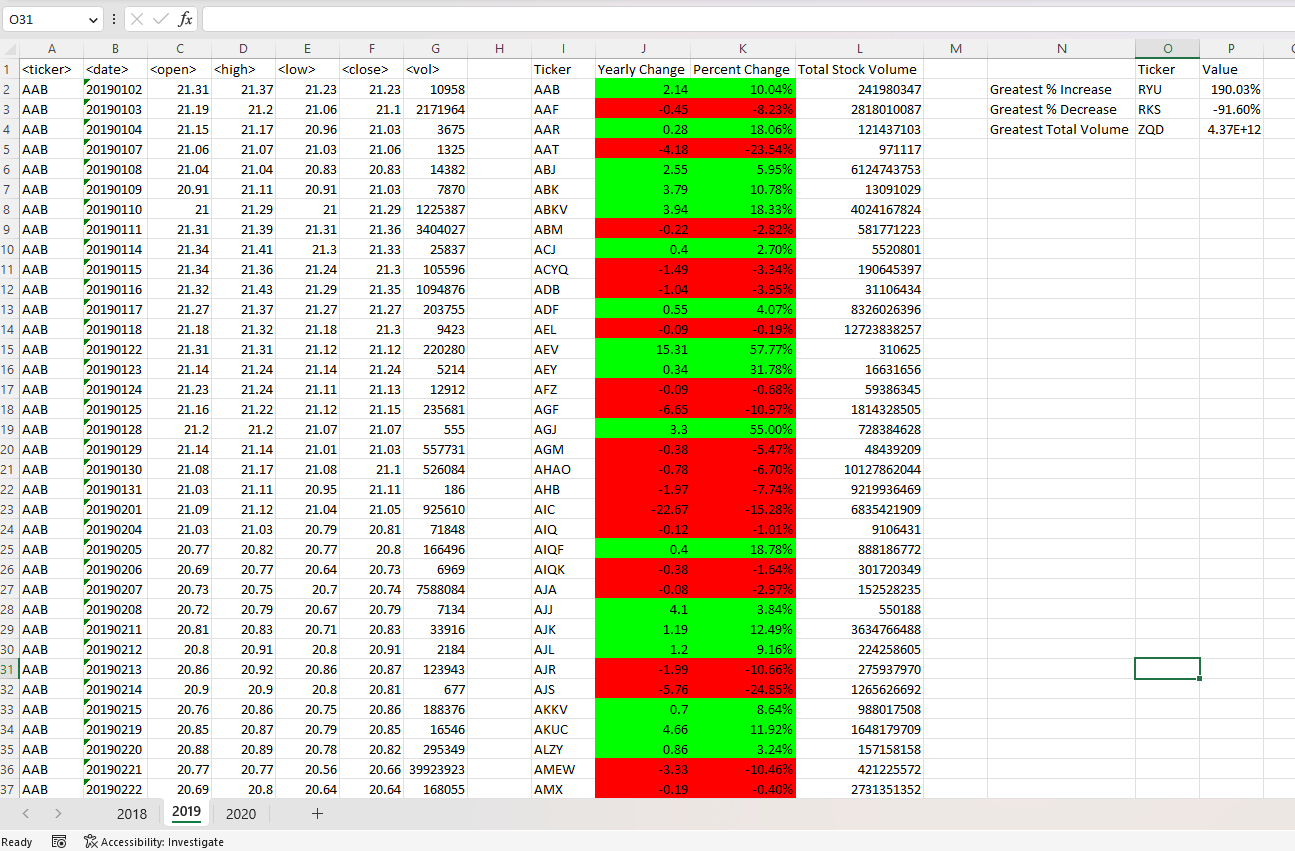 O31 fx
A B C D E F G H I J K L M N O P
1 <ticker> <date> <open> <high> <low> <close> <vol> Ticker Yearly Change Percent Change Total Stock Volume Ticker Value
2 AAB 20190102 21.31 21.37 21.23 21.23 10958 AAB 2.14 10.04% 241980347 Greatest % Increase RYU 190.03%
3 AAB 20190103 21.19 21.2 21.06 21.1 2171964 AAF -0.45 -8.23% 2818010087 Greatest % Decrease RKS -91.60%
4 AAB 20190104 21.15 21.17 20.96 21.03 3675 AAR 0.28 18.06% 121437103 Greatest Total Volume ZQD 4.37E+12
5 AAB 20190107 21.06 21.07 21.03 21.06 1325 AAT -4.18 -23.54% 971117
6 AAB 20190108 21.04 21.04 20.83 20.83 14382 ABJ 2.55 5.95% 6124743753
7 AAB 20190109 20.91 21.11 20.91 21.03 7870 ABK 3.79 10.78% 13091029
8 AAB 20190110 21 21.29 21 21.29 1225387 ABKV 3.94 18.33% 4024167824
9 AAB 20190111 21.31 21.39 21.31 21.36 3404027 ABM -0.22 -2.82% 581771223
10 AAB 20190114 21.34 21.41 21.3 21.33 25837 ACJ 0.4 2.70% 5520801
11 AAB 20190115 21.34 21.36 21.24 21.3 105596 ACYQ -1.49 -3.34% 190645397
12 AAB 20190116 21.32 21.43 21.29 21.35 1094876 ADB -1.04 -3.95% 31106434
13 AAB 20190117 21.27 21.37 21.27 21.27 203755 ADF 0.55 4.07% 8326026396
14 AAB 20190118 21.18 21.32 21.18 21.3 9423 AEL -0.09 -0.19% 12723838257
15 AAB 20190122 21.31 21.31 21.12 21.12 220280 AEV 15.31 57.77% 310625
16 AAB 20190123 21.14 21.24 21.14 21.24 5214 AEY 0.34 31.78% 16631656
17 AAB 20190124 21.23 21.24 21.11 21.13 12912 AFZ -0.09 -0.68% 59386345
18 AAB 20190125 21.16 21.22 21.12 21.15 235681 AGF -6.65 -10.97% 1814328505
19 AAB 20190128 21.2 21.2 21.07 21.07 555 AGJ 3.3 55.00% 728384628
20 AAB 20190129 21.14 21.14 21.01 21.03 557731 AGM -0.38 -5.47% 48439209
21 AAB 20190130 21.08 21.17 21.08 21.1 526084 AHAO -0.78 -6.70% 10127862044
22 AAB 20190131 21.03 21.11 20.95 21.11 186 AHB -1.97 -7.74% 9219936469
23 AAB 20190201 21.09 21.12 21.04 21.05 925610 AIC -22.67 -15.28% 6835421909
24 AAB 20190204 21.03 21.03 20.79 20.81 71848 AIQ -0.12 -1.01% 9106431
25 AAB 20190205 20.77 20.82 20.77 20.8 166496 AIQF 0.4 18.78% 888186772
26 AAB 20190206 20.69 20.77 20.64 20.73 6969 AIQK -0.38 -1.64% 301720349
27 AAB 20190207 20.73 20.75 20.7 20.74 7588084 AJA -0.08 -2.97% 152528235
28 AAB 20190208 20.72 20.79 20.67 20.79 7134 AJJ 4.1 3.84% 550188
29 AAB 20190211 20.81 20.83 20.71 20.83 33916 AJK 1.19 12.49% 3634766488
30 AAB 20190212 20.8 20.91 20.8 20.91 2184 AJL 1.2 9.16% 224258605
31 AAB 20190213 20.86 20.92 20.86 20.87 123943 AJR -1.99 -10.66% 275937970
32 AAB 20190214 20.9 20.9 20.8 20.81 677 AJS -5.76 -24.85% 1265626692
33 AAB 20190215 20.76 20.86 20.75 20.86 188376 AKKV 0.7 8.64% 988017508
34 AAB 20190219 20.85 20.87 20.79 20.85 16546 AKUC 4.66 11.92% 1648179709
35 AAB 20190220 20.88 20.89 20.78 20.82 295349 ALZY 0.86 3.24% 157158158
36 AAB 20190221 20.77 20.77 20.56 20.66 39923923 AMEW -3.33 -10.46% 421225572
37 AAB 20190222 20.69 20.8 20.64 20.64 168055 AMX -0.19 -0.40% 2731351352
2018 2019 2020 +
Ready Accessibility: Investigate